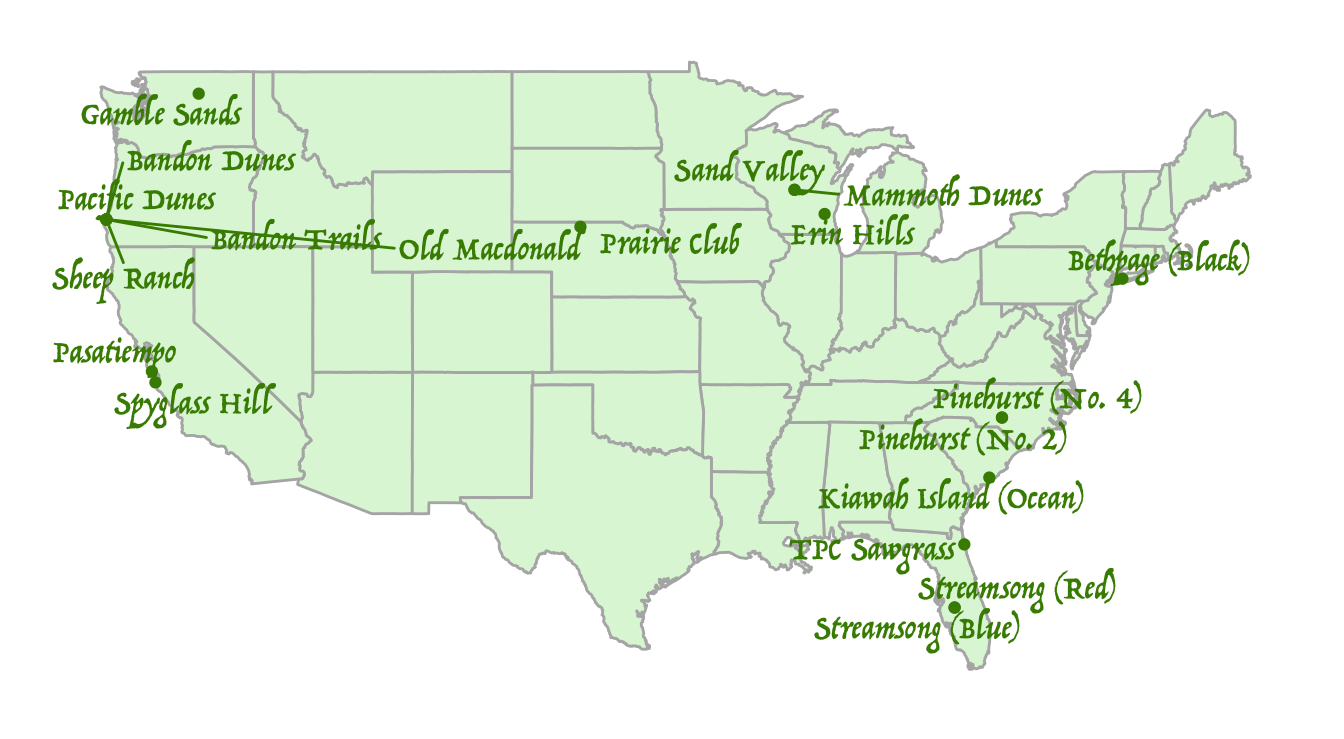 Gamble Sands
Bandon Dunes
Sand Valley
Pacific Dunes
Mammoth Dunes
Bandon Trails
Erin Hills
Old Macdonald
Prairie Club
Bethpage (Black)
Sheep Ranch
Pasatiempo
Spyglass Hill
Pinehurst (No. 4)
Pinehurst (No. 2)
Kiawah Island (Ocean)
TPC Sawgrass
Streamsong (Red)
Streamsong (Blue)